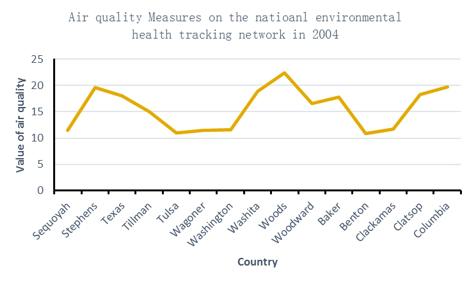 Air quality Measures on the natioanl environmental
health tracking network in 2004
25
20
15
10
5
0
Value of air quality
Sequoyah
Stephens
Texas
Tillman
Tulsa
Wagoner
Washington
Washita
Woods
Woodward
Baker
Benton
Clackamas
Clatsop
Columbia
Country